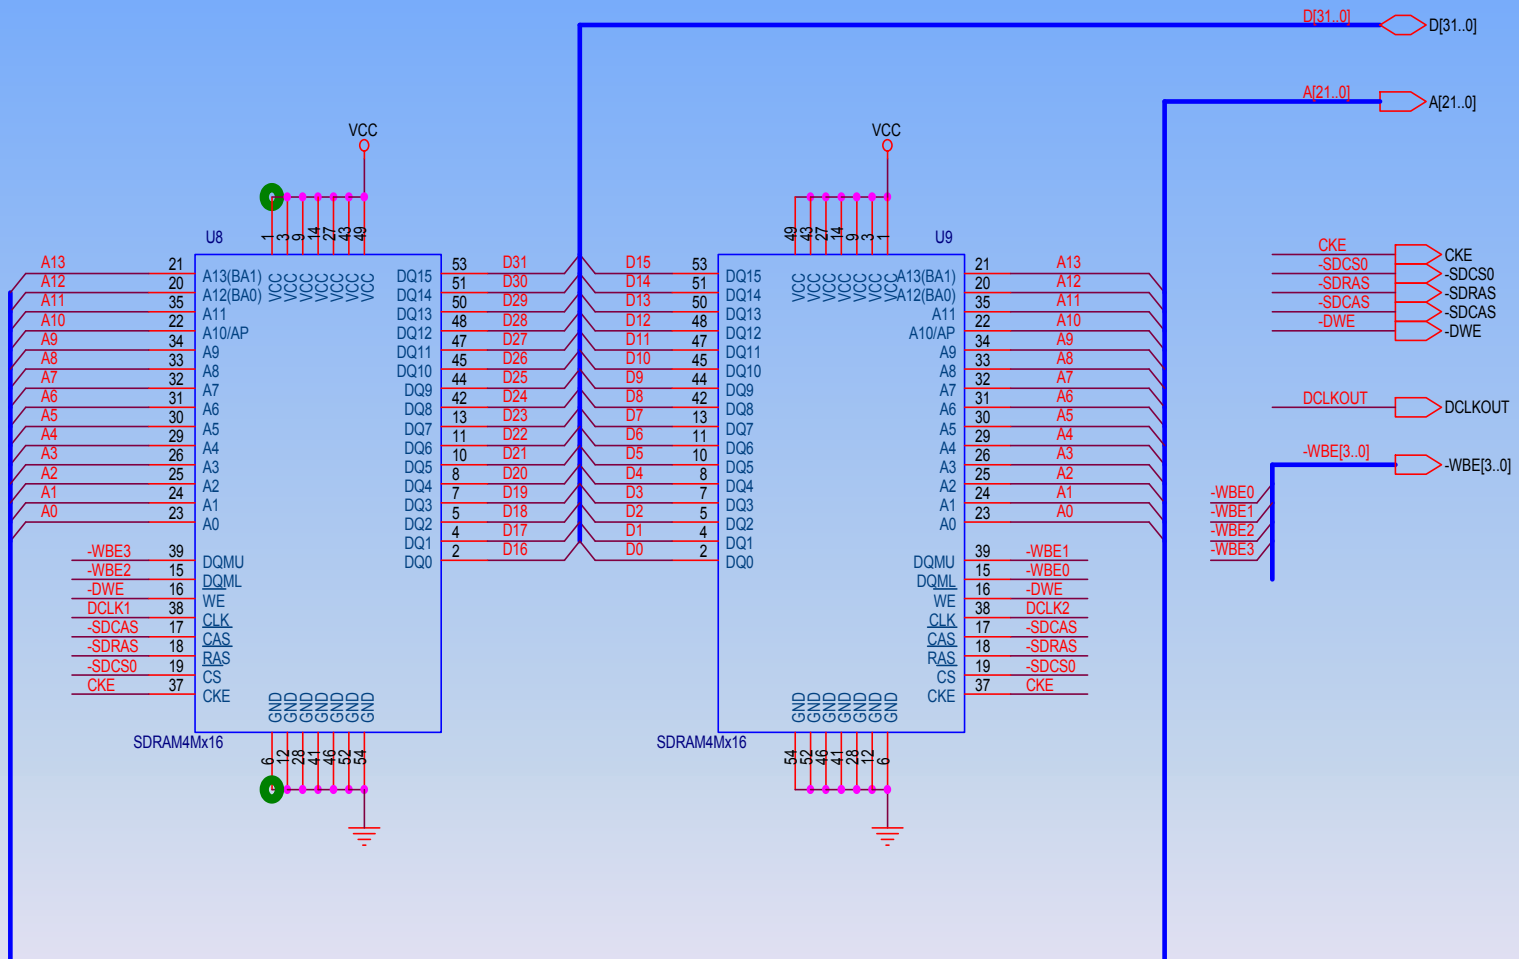 D[31..0] D[31..0]
A[21..0] A[21..0]
VCC VCC
1 3 9 14 27 43 49
49 43 27 14 9 3 1
U8 U9
VCC VCC VCC VCC VCC VCC VCC
VCC VCC VCC VCC VCC VCC VCC
A13 21 A13(BA1) DQ15 53 D31 D15 53 DQ15 A13(BA1) 21 A13
A12 20 A12(BA0) DQ14 51 D30 D14 51 DQ14 A12(BA0) 20 A12
A11 35 A11 DQ13 50 D29 D13 50 DQ13 A11 35 A11
A10 22 A10/AP DQ12 48 D28 D12 48 DQ12 A10/AP 22 A10
A9 34 A9 DQ11 47 D27 D11 47 DQ11 A9 34 A9
A8 33 A8 DQ10 45 D26 D10 45 DQ10 A8 33 A8
A7 32 A7 DQ9 44 D25 D9 44 DQ9 A7 32 A7
A6 31 A6 DQ8 42 D24 D8 42 DQ8 A6 31 A6
A5 30 A5 DQ7 13 D23 D7 13 DQ7 A5 30 A5
A4 29 A4 DQ6 11 D22 D6 11 DQ6 A4 29 A4
A3 26 A3 DQ5 10 D21 D5 10 DQ5 A3 26 A3
A2 25 A2 DQ4 8 D20 D4 8 DQ4 A2 25 A2
A1 24 A1 DQ3 7 D19 D3 7 DQ3 A1 24 A1
A0 23 A0 DQ2 5 D18 D2 5 DQ2 A0 23 A0
DQ1 4 D17 D1 4 DQ1
DQ0 2 D16 D0 2 DQ0
-WBE3 39 DQMU DQMU 39 -WBE1
-WBE2 15 DQML DQML 15 -WBE0
-DWE 16 WE WE 16 -DWE
DCLK1 38 CLK CLK 38 DCLK2
-SDCAS 17 CAS CAS 17 -SDCAS
-SDRAS 18 RAS RAS 18 -SDRAS
-SDCS0 19 CS CS 19 -SDCS0
CKE 37 CKE CKE 37 CKE
GND GND GND GND GND GND GND
GND GND GND GND GND GND GND
SDRAM4Mx16 SDRAM4Mx16
6 12 28 41 46 52 54
54 52 46 41 28 12 6
CKE CKE
-SDCS0 -SDCS0
-SDRAS -SDRAS
-SDCAS -SDCAS
-DWE -DWE
DCLKOUT DCLKOUT
-WBE[3..0] -WBE[3..0]
-WBE0
-WBE1
-WBE2
-WBE3